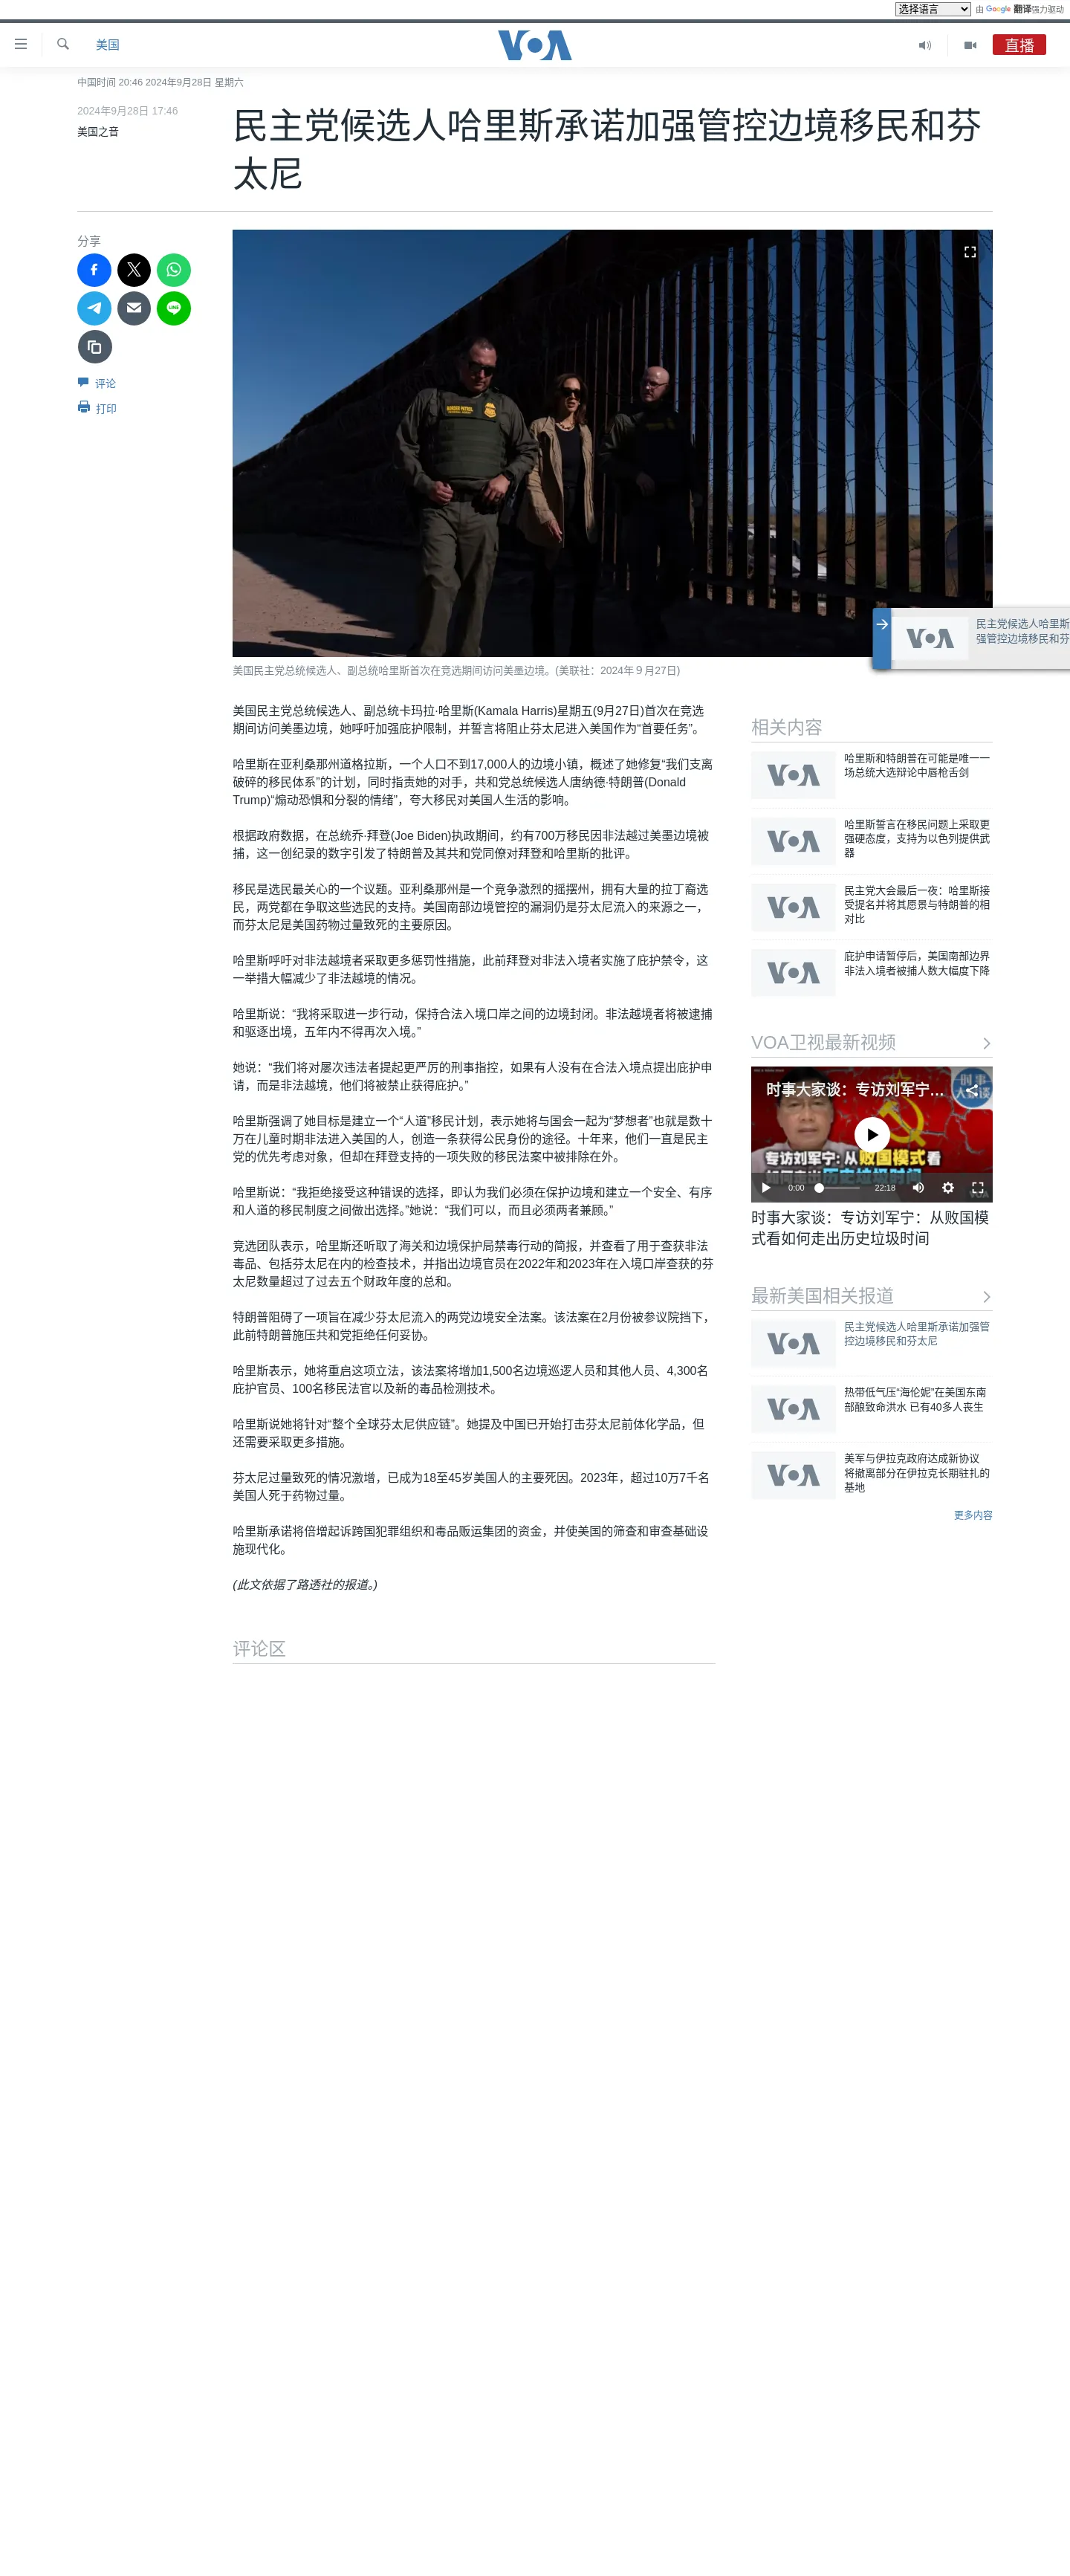 选择语言 由 Google 翻译强力驱动
美国
VOA
直播
中国时间 20:46 2024年9月28日 星期六
2024年9月28日 17:46
美国之音
民主党候选人哈里斯承诺加强管控边境移民和芬
太尼
分享
评论
打印
BORDER PATROL
美国民主党总统候选人、副总统哈里斯首次在竞选期间访问美墨边境。(美联社：2024年９月27日)
VOA
民主党候选人哈里斯
强管控边境移民和芬
美国民主党总统候选人、副总统卡玛拉·哈里斯(Kamala Harris)星期五(9月27日)首次在竞选
期间访问美墨边境，她呼吁加强庇护限制，并誓言将阻止芬太尼进入美国作为“首要任务”。
哈里斯在亚利桑那州道格拉斯，一个人口不到17,000人的边境小镇，概述了她修复“我们支离
破碎的移民体系”的计划，同时指责她的对手，共和党总统候选人唐纳德·特朗普(Donald
Trump)“煽动恐惧和分裂的情绪”，夸大移民对美国人生活的影响。
根据政府数据，在总统乔·拜登(Joe Biden)执政期间，约有700万移民因非法越过美墨边境被
捕，这一创纪录的数字引发了特朗普及其共和党同僚对拜登和哈里斯的批评。
移民是选民最关心的一个议题。亚利桑那州是一个竞争激烈的摇摆州，拥有大量的拉丁裔选
民，两党都在争取这些选民的支持。美国南部边境管控的漏洞仍是芬太尼流入的来源之一，
而芬太尼是美国药物过量致死的主要原因。
哈里斯呼吁对非法越境者采取更多惩罚性措施，此前拜登对非法入境者实施了庇护禁令，这
一举措大幅减少了非法越境的情况。
哈里斯说：“我将采取进一步行动，保持合法入境口岸之间的边境封闭。非法越境者将被逮捕
和驱逐出境，五年内不得再次入境。”
她说：“我们将对屡次违法者提起更严厉的刑事指控，如果有人没有在合法入境点提出庇护申
请，而是非法越境，他们将被禁止获得庇护。”
哈里斯强调了她目标是建立一个“人道”移民计划，表示她将与国会一起为“梦想者”也就是数十
万在儿童时期非法进入美国的人，创造一条获得公民身份的途径。十年来，他们一直是民主
党的优先考虑对象，但却在拜登支持的一项失败的移民法案中被排除在外。
哈里斯说：“我拒绝接受这种错误的选择，即认为我们必须在保护边境和建立一个安全、有序
和人道的移民制度之间做出选择。”她说：“我们可以，而且必须两者兼顾。”
竞选团队表示，哈里斯还听取了海关和边境保护局禁毒行动的简报，并查看了用于查获非法
毒品、包括芬太尼在内的检查技术，并指出边境官员在2022年和2023年在入境口岸查获的芬
太尼数量超过了过去五个财政年度的总和。
特朗普阻碍了一项旨在减少芬太尼流入的两党边境安全法案。该法案在2月份被参议院挡下，
此前特朗普施压共和党拒绝任何妥协。
哈里斯表示，她将重启这项立法，该法案将增加1,500名边境巡逻人员和其他人员、4,300名
庇护官员、100名移民法官以及新的毒品检测技术。
哈里斯说她将针对“整个全球芬太尼供应链”。她提及中国已开始打击芬太尼前体化学品，但
还需要采取更多措施。
芬太尼过量致死的情况激增，已成为18至45岁美国人的主要死因。2023年，超过10万7千名
美国人死于药物过量。
哈里斯承诺将倍增起诉跨国犯罪组织和毒品贩运集团的资金，并使美国的筛查和审查基础设
施现代化。
(此文依据了路透社的报道。)
评论区
相关内容
VOA
哈里斯和特朗普在可能是唯一一
场总统大选辩论中唇枪舌剑
VOA
哈里斯誓言在移民问题上采取更
强硬态度，支持为以色列提供武
器
VOA
民主党大会最后一夜：哈里斯接
受提名并将其愿景与特朗普的相
对比
VOA
庇护申请暂停后，美国南部边界
非法入境者被捕人数大幅度下降
VOA卫视最新视频
时事大家谈：专访刘军宁...
专访刘军宁: 从败国模式看
0:00 22:18
时事大家谈：专访刘军宁：从败国模
式看如何走出历史垃圾时间
最新美国相关报道
VOA
民主党候选人哈里斯承诺加强管
控边境移民和芬太尼
VOA
热带低气压“海伦妮”在美国东南
部酿致命洪水 已有40多人丧生
VOA
美军与伊拉克政府达成新协议
将撤离部分在伊拉克长期驻扎的
基地
更多内容